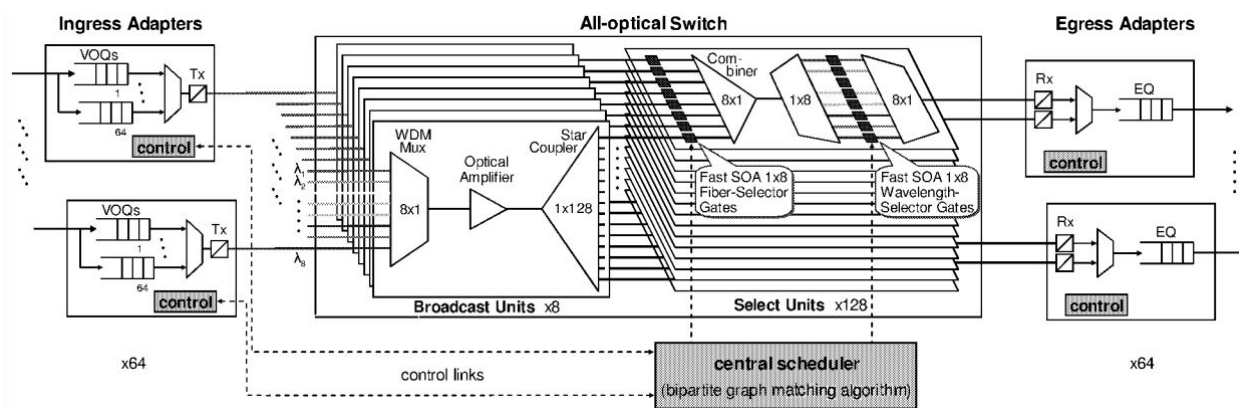 Ingress Adapters
All-optical Switch
Egress Adapters
VOQs
Tx
1
64
control
VOQs
Tx
1
64
control
x64
λ1
λ2
λ8
WDM
Mux
8x1
Optical
Amplifier
Star
Coupler
1x128
Broadcast Units x8
Com-
biner
8x1
1x8
8x1
Fast SOA 1x8
Fiber-Selector
Gates
Fast SOA 1x8
Wavelength-
Selector Gates
Select Units x128
Rx
EQ
control
Rx
EQ
control
x64
control links
central scheduler
(bipartite graph matching algorithm)